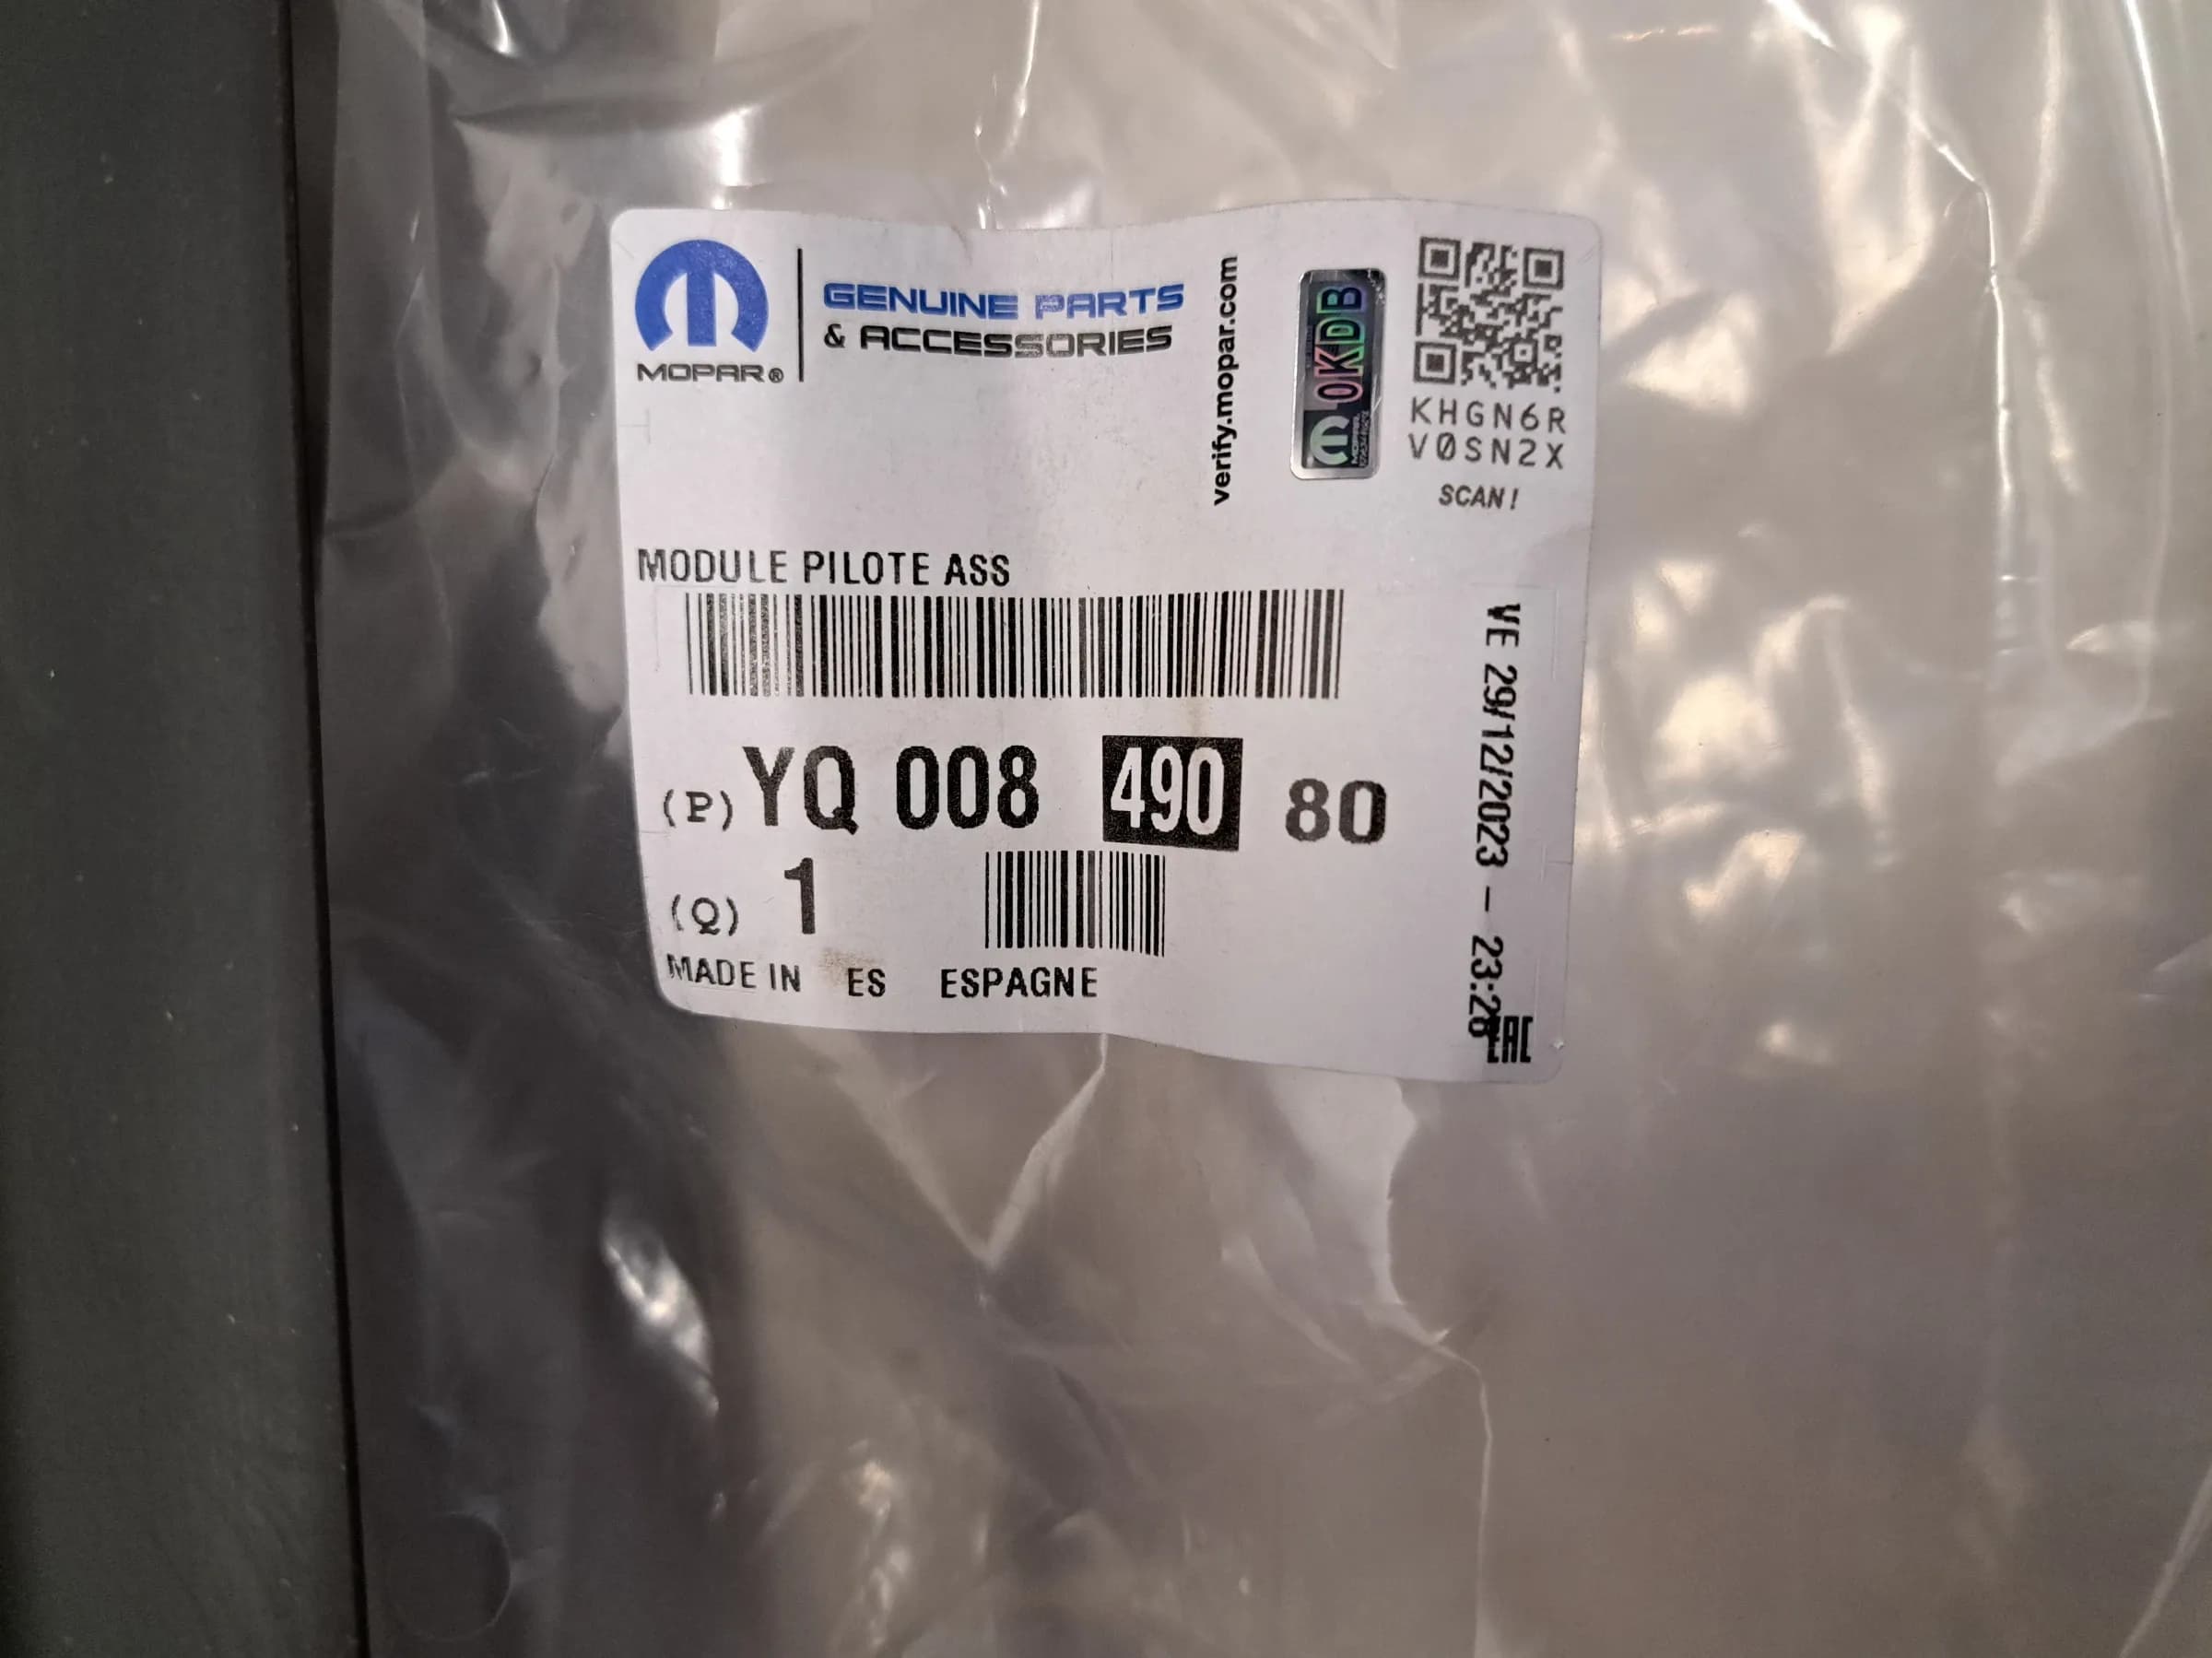 MOPAR®
GENUINE PARTS
& ACCESSORIES
verify.mopar.com
0KDB
KHGN6R
V0SN2X
SCAN!
MODULE PILOTE ASS
(P) YQ 008 490 80
(Q) 1
MADE IN ES ESPAGNE
VE 29/12/2023 - 23:28
EAC